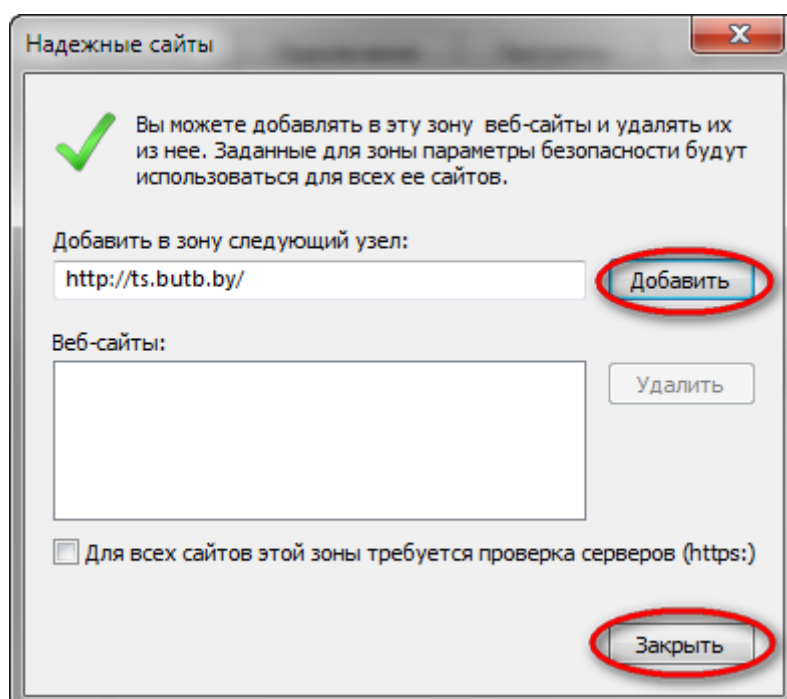 Надежные сайты
Вы можете добавлять в эту зону веб-сайты и удалять их
из нее. Заданные для зоны параметры безопасности будут
использоваться для всех ее сайтов.
Добавить в зону следующий узел:
http://ts.butb.by/
Добавить
Веб-сайты:
Удалить
Для всех сайтов этой зоны требуется проверка серверов (https:)
Закрыть